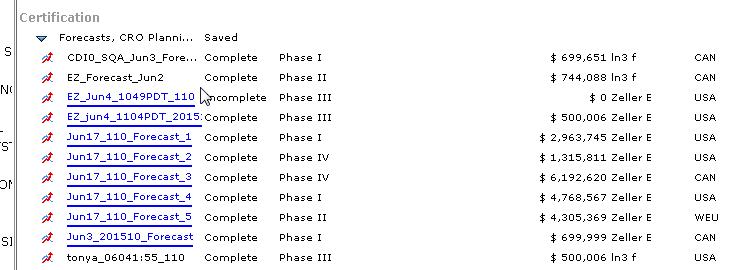 Certification
Forecasts, CRO Planni... Saved
S CDI0_SQA_Jun3_Fore... Complete Phase I $ 699,651 ln3 f CAN
EZ_Forecast_Jun2 Complete Phase II $ 744,088 ln3 f CAN
EZ_Jun4_1049PDT_110 Incomplete Phase III $ 0 Zeller E USA
EZ_jun4_1104PDT_2015 Complete Phase III $ 500,006 Zeller E USA
Jun17_110_Forecast_1 Complete Phase I $ 2,963,745 Zeller E USA
Jun17_110_Forecast_2 Complete Phase IV $ 1,315,811 Zeller E USA
Jun17_110_Forecast_3 Complete Phase IV $ 6,192,620 Zeller E CAN
Jun17_110_Forecast_4 Complete Phase I $ 4,768,567 Zeller E USA
Jun17_110_Forecast_5 Complete Phase II $ 4,305,369 Zeller E WEU
SI Jun3_201510_Forecast Complete Phase I $ 699,999 Zeller E CAN
tonya_06041:55_110 Complete Phase III $ 500,006 ln3 f USA